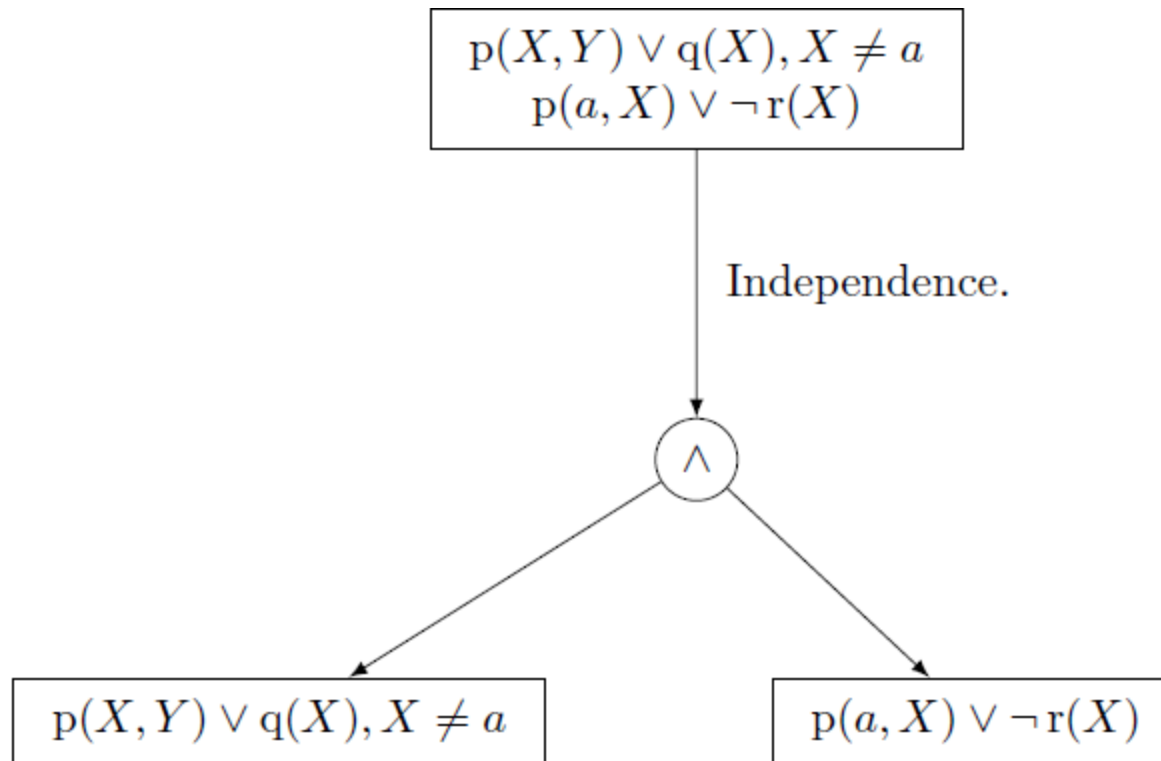 p(X, Y) ∨ q(X), X ≠ a
p(a, X) ∨ ¬ r(X)
Independence.
∧
p(X, Y) ∨ q(X), X ≠ a
p(a, X) ∨ ¬ r(X)